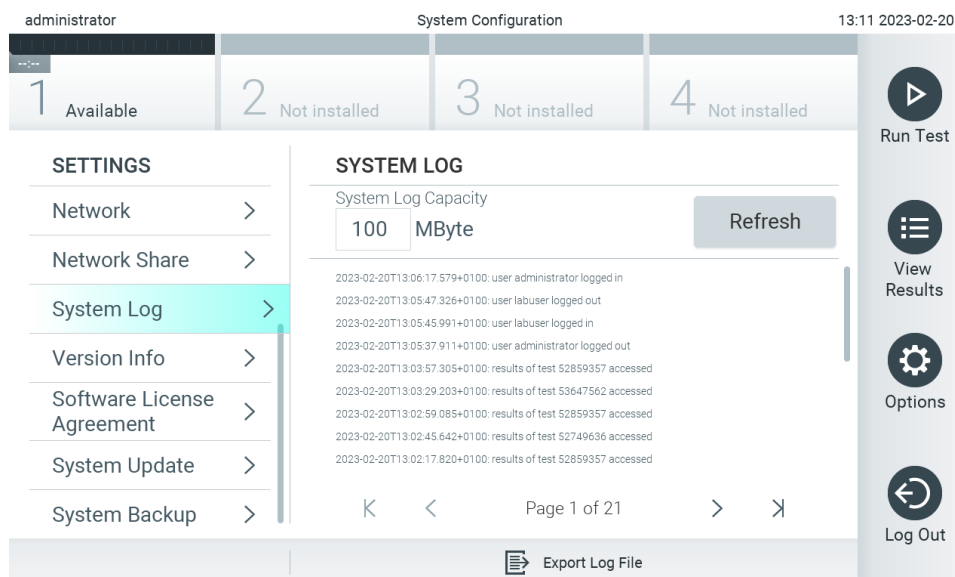 administrator
System Configuration
13:11 2023-02-20
--:--
1 Available
2 Not installed
3 Not installed
4 Not installed
Run Test
SETTINGS
Network
Network Share
System Log
Version Info
Software License
Agreement
System Update
System Backup
SYSTEM LOG
System Log Capacity
100 MByte
Refresh
2023-02-20T13:06:17.579+0100: user administrator logged in
2023-02-20T13:05:47.326+0100: user labuser logged out
2023-02-20T13:05:45.991+0100: user labuser logged in
2023-02-20T13:05:37.911+0100: user administrator logged out
2023-02-20T13:03:57.305+0100: results of test 52859357 accessed
2023-02-20T13:03:29.203+0100: results of test 53647562 accessed
2023-02-20T13:02:59.085+0100: results of test 52859357 accessed
2023-02-20T13:02:45.642+0100: results of test 52749636 accessed
2023-02-20T13:02:17.820+0100: results of test 52859357 accessed
Page 1 of 21
View
Results
Options
Log Out
Export Log File